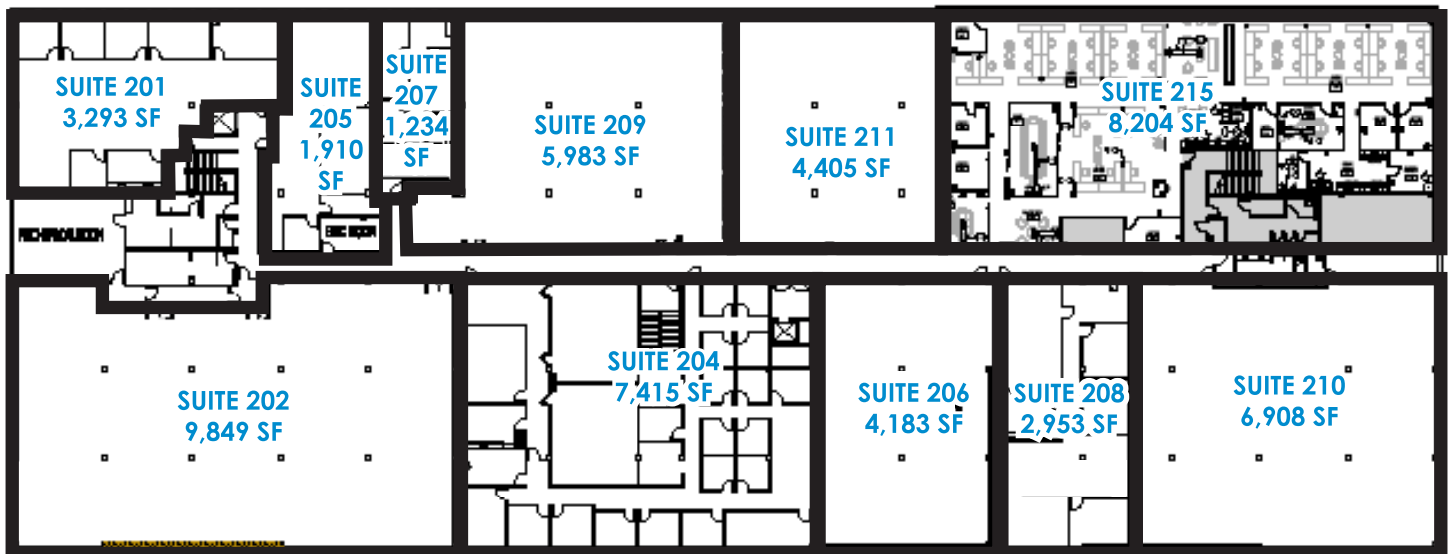 SUITE 201
3,293 SF
SUITE
205
1,910
SF
SUITE
207
1,234
SF
SUITE 209
5,983 SF
SUITE 211
4,405 SF
SUITE 215
8,204 SF
SUITE 202
9,849 SF
SUITE 204
7,415 SF
SUITE 206
4,183 SF
SUITE 208
2,953 SF
SUITE 210
6,908 SF